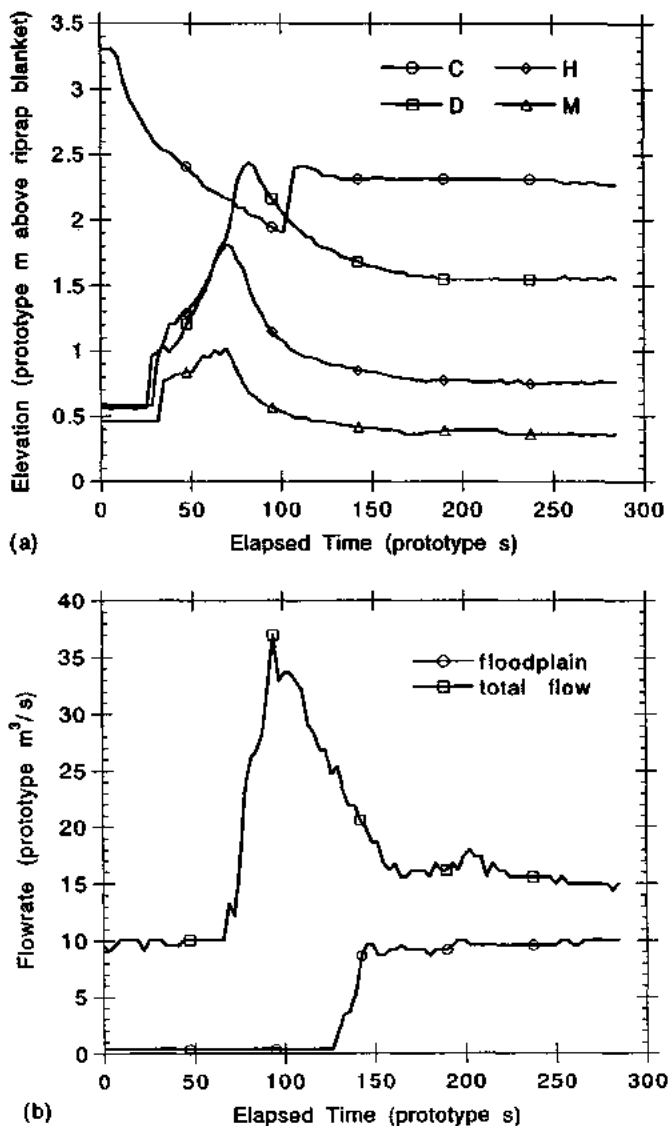 Elevation (prototype m above riprap blanket)
3.5
3
2.5
2
1.5
1
0.5
0
C
H
D
M
0
50
100
150
200
250
300
(a)
Elapsed Time (prototype s)
Flowrate (prototype m³/s)
40
35
30
25
20
15
10
5
0
floodplain
total flow
0
50
100
150
200
250
300
(b)
Elapsed Time (prototype s)